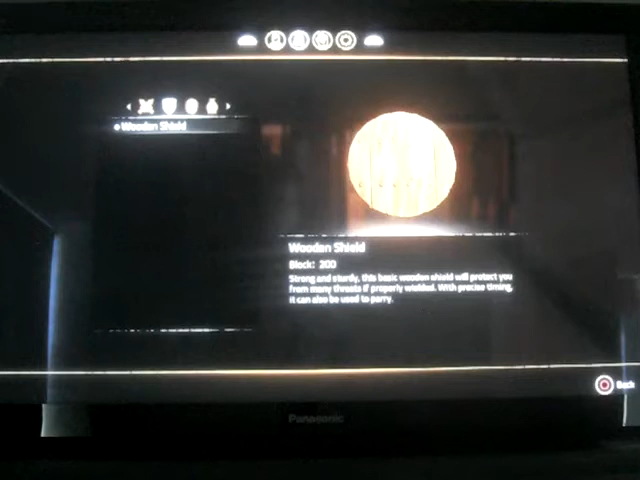 Wooden Shield
Wooden Shield
Block: 200
Strong and sturdy, this basic wooden shield will protect you
from many threats if properly wielded. With precise timing,
it can also be used to parry.
Back
Panasonic